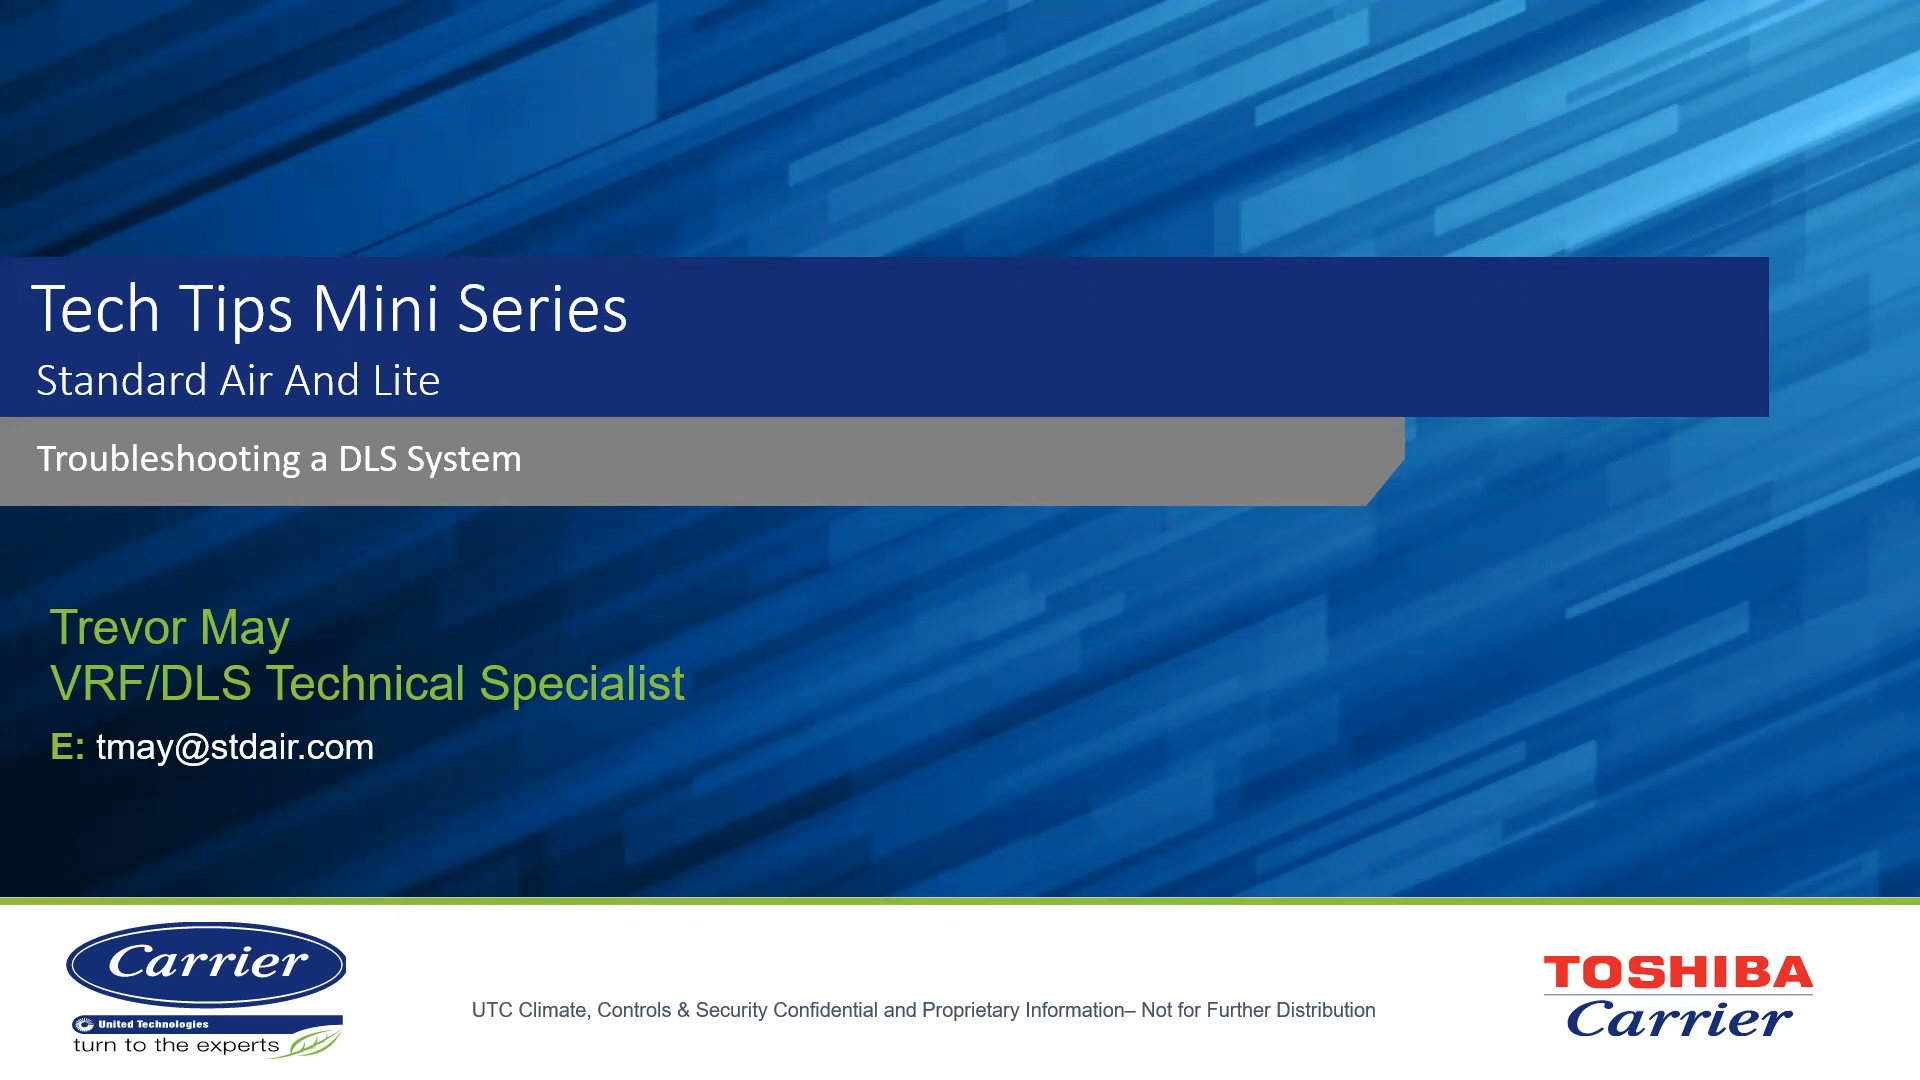 Tech Tips Mini Series
Standard Air And Lite
Troubleshooting a DLS System
Trevor May
VRF/DLS Technical Specialist
E: tmay@stdair.com
Carrier
United Technologies
turn to the experts
UTC Climate, Controls & Security Confidential and Proprietary Information– Not for Further Distribution
TOSHIBA
Carrier